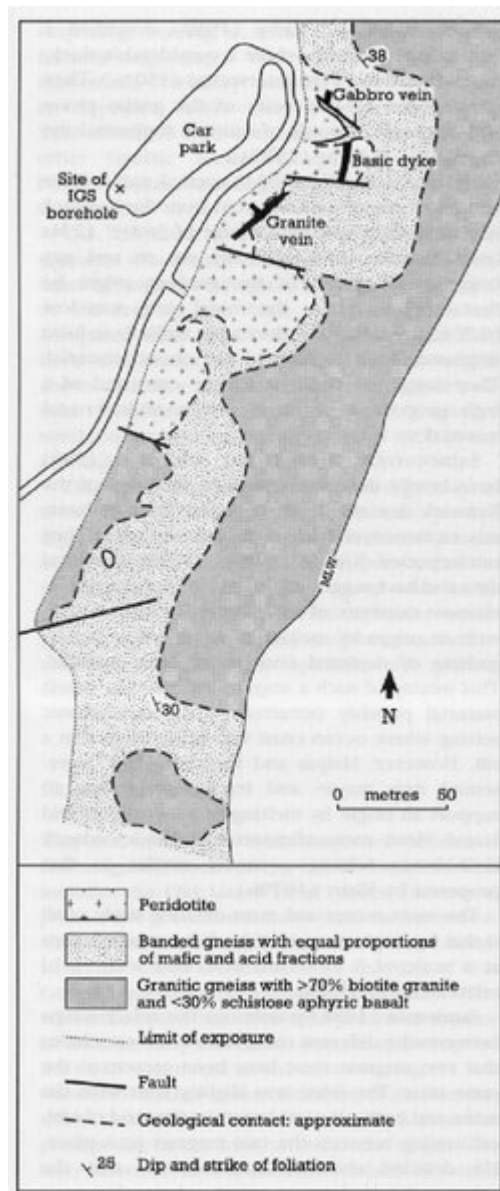 38
Gabbro vein
Car
park
Basic dyke
Site of
IGS
borehole
Granite
vein
MLW
30
N
0 metres 50
Peridotite
Banded gneiss with equal proportions
of mafic and acid fractions
Granitic gneiss with >70% biotite granite
and <30% schistose aphyric basalt
Limit of exposure
Fault
Geological contact: approximate
25 Dip and strike of foliation